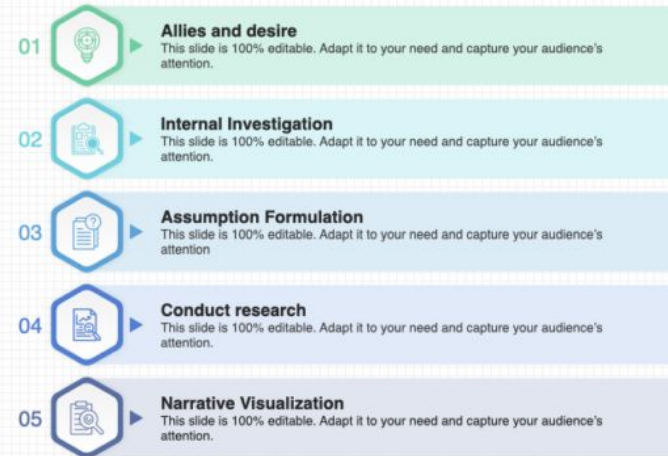 01
Allies and desire
This slide is 100% editable. Adapt it to your need and capture your audience's
attention.
02
Internal Investigation
This slide is 100% editable. Adapt it to your need and capture your audience's
attention.
03
Assumption Formulation
This slide is 100% editable. Adapt it to your need and capture your audience's
attention
04
Conduct research
This slide is 100% editable. Adapt it to your need and capture your audience's
attention.
05
Narrative Visualization
This slide is 100% editable. Adapt it to your need and capture your audience's
attention.